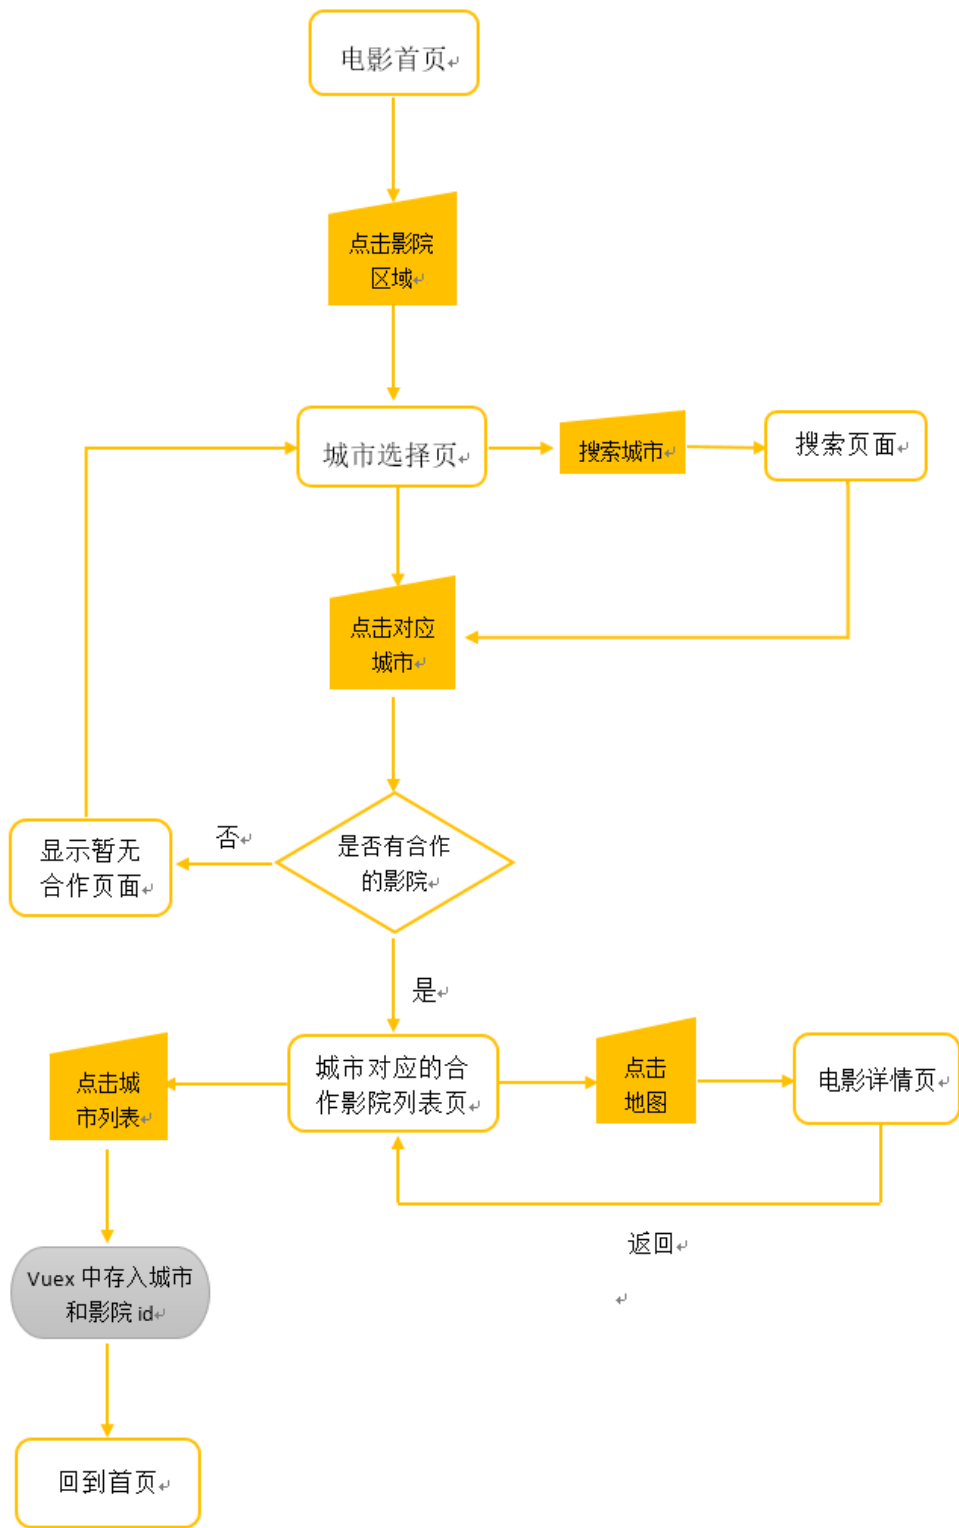 电影首页
点击影院
区域
城市选择页
搜索城市
搜索页面
点击对应
城市
是否有合作
的影院
否
显示暂无
合作页面
是
城市对应的合
作影院列表页
点击
地图
电影详情页
返回
点击城
市列表
Vuex 中存入城市
和影院 id
回到首页